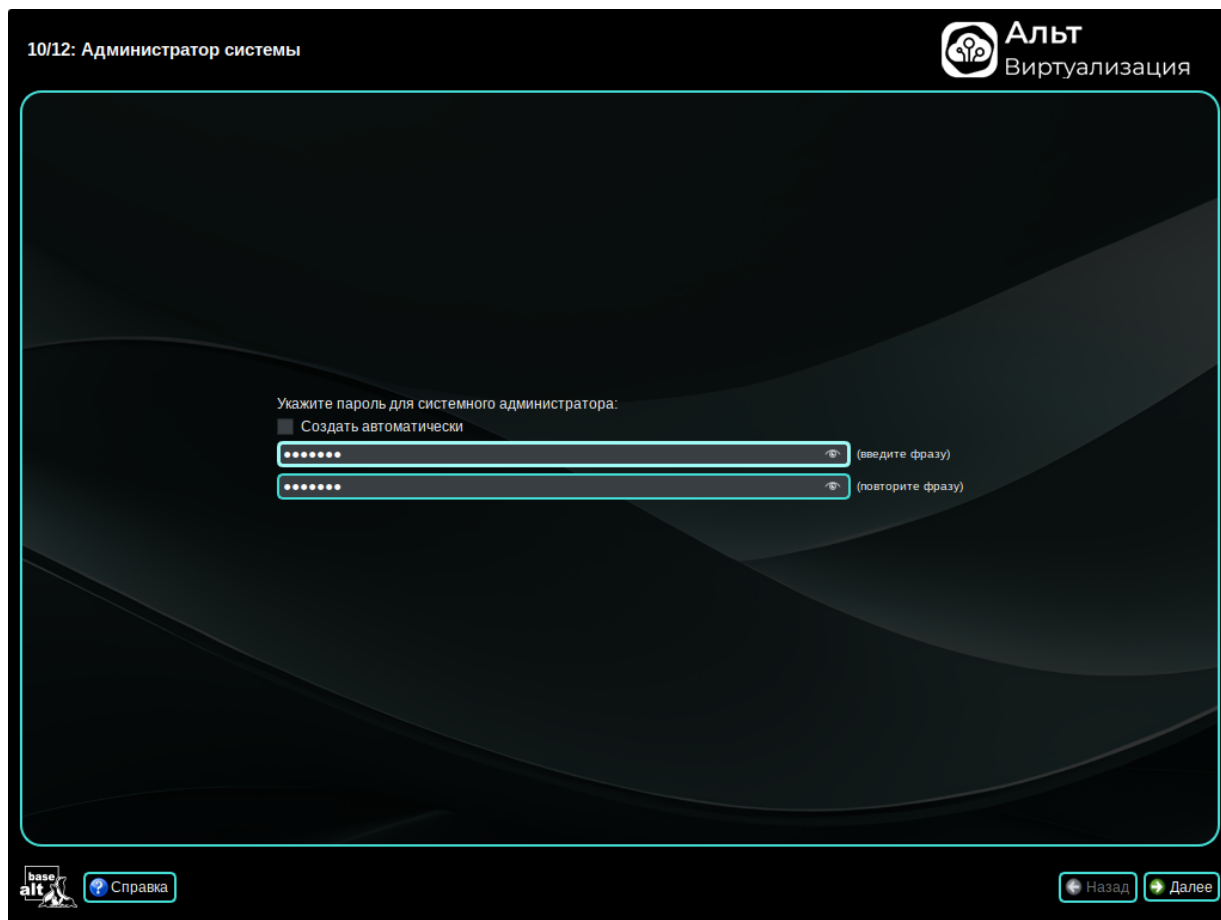 10/12: Администратор системы
Альт
Виртуализация
Укажите пароль для системного администратора:
Создать автоматически
••••••• (введите фразу)
••••••• (повторите фразу)
base
alt
Справка
Назад
Далее